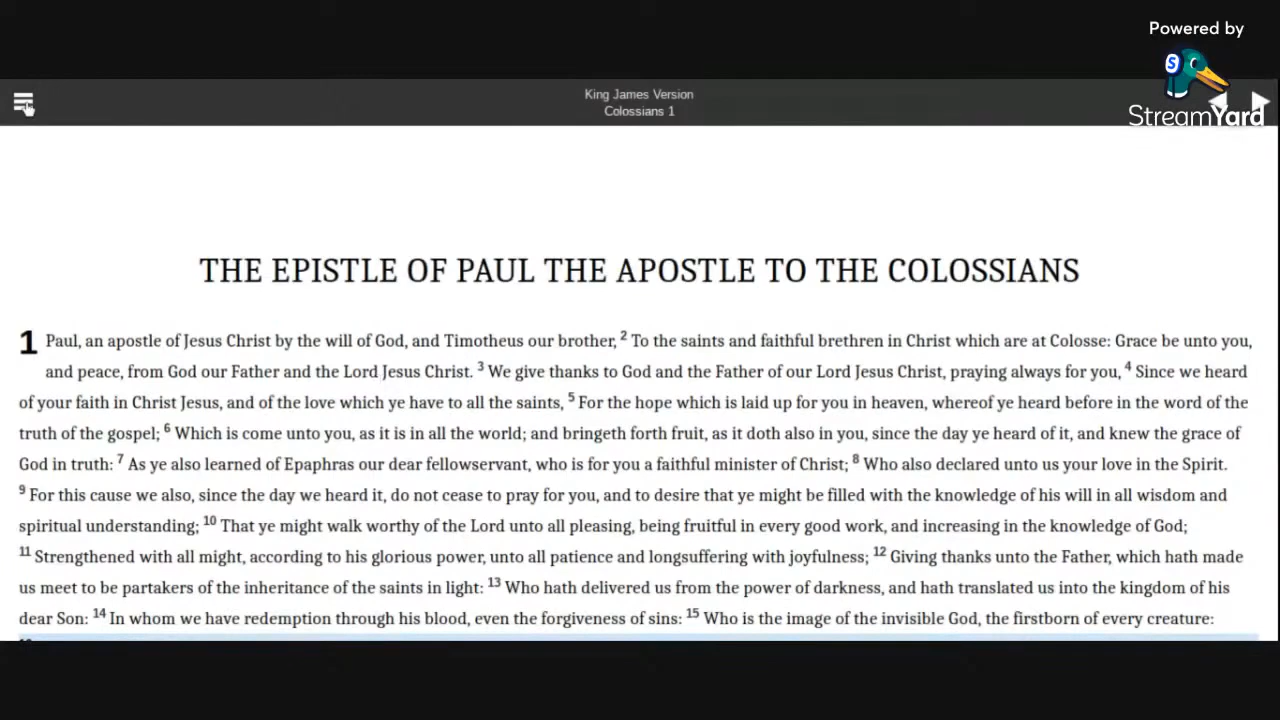 Powered by
S
StreamYard
King James Version
Colossians 1
THE EPISTLE OF PAUL THE APOSTLE TO THE COLOSSIANS
1 Paul, an apostle of Jesus Christ by the will of God, and Timotheus our brother, 2 To the saints and faithful brethren in Christ which are at Colosse: Grace be unto you,
and peace, from God our Father and the Lord Jesus Christ. 3 We give thanks to God and the Father of our Lord Jesus Christ, praying always for you, 4 Since we heard
of your faith in Christ Jesus, and of the love which ye have to all the saints, 5 For the hope which is laid up for you in heaven, whereof ye heard before in the word of the
truth of the gospel; 6 Which is come unto you, as it is in all the world; and bringeth forth fruit, as it doth also in you, since the day ye heard of it, and knew the grace of
God in truth: 7 As ye also learned of Epaphras our dear fellowservant, who is for you a faithful minister of Christ; 8 Who also declared unto us your love in the Spirit.
9 For this cause we also, since the day we heard it, do not cease to pray for you, and to desire that ye might be filled with the knowledge of his will in all wisdom and
spiritual understanding; 10 That ye might walk worthy of the Lord unto all pleasing, being fruitful in every good work, and increasing in the knowledge of God;
11 Strengthened with all might, according to his glorious power, unto all patience and longsuffering with joyfulness; 12 Giving thanks unto the Father, which hath made
us meet to be partakers of the inheritance of the saints in light: 13 Who hath delivered us from the power of darkness, and hath translated us into the kingdom of his
dear Son: 14 In whom we have redemption through his blood, even the forgiveness of sins: 15 Who is the image of the invisible God, the firstborn of every creature: